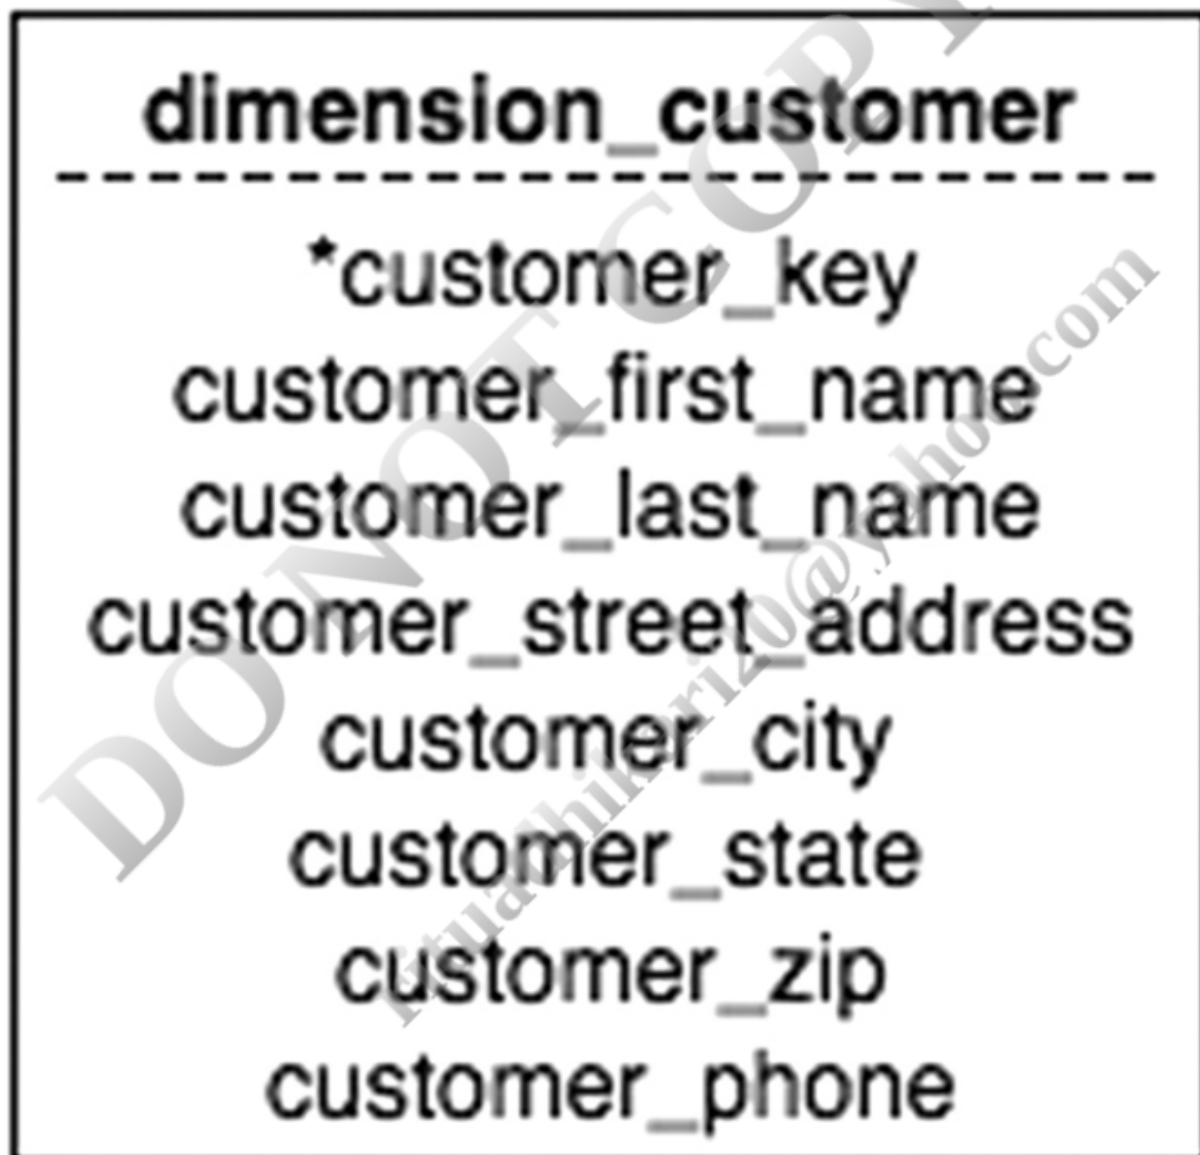 dimension_customer
*customer_key
customer_first_name
customer_last_name
customer_street_address
customer_city
customer_state
customer_zip
customer_phone
DO NOT COPY